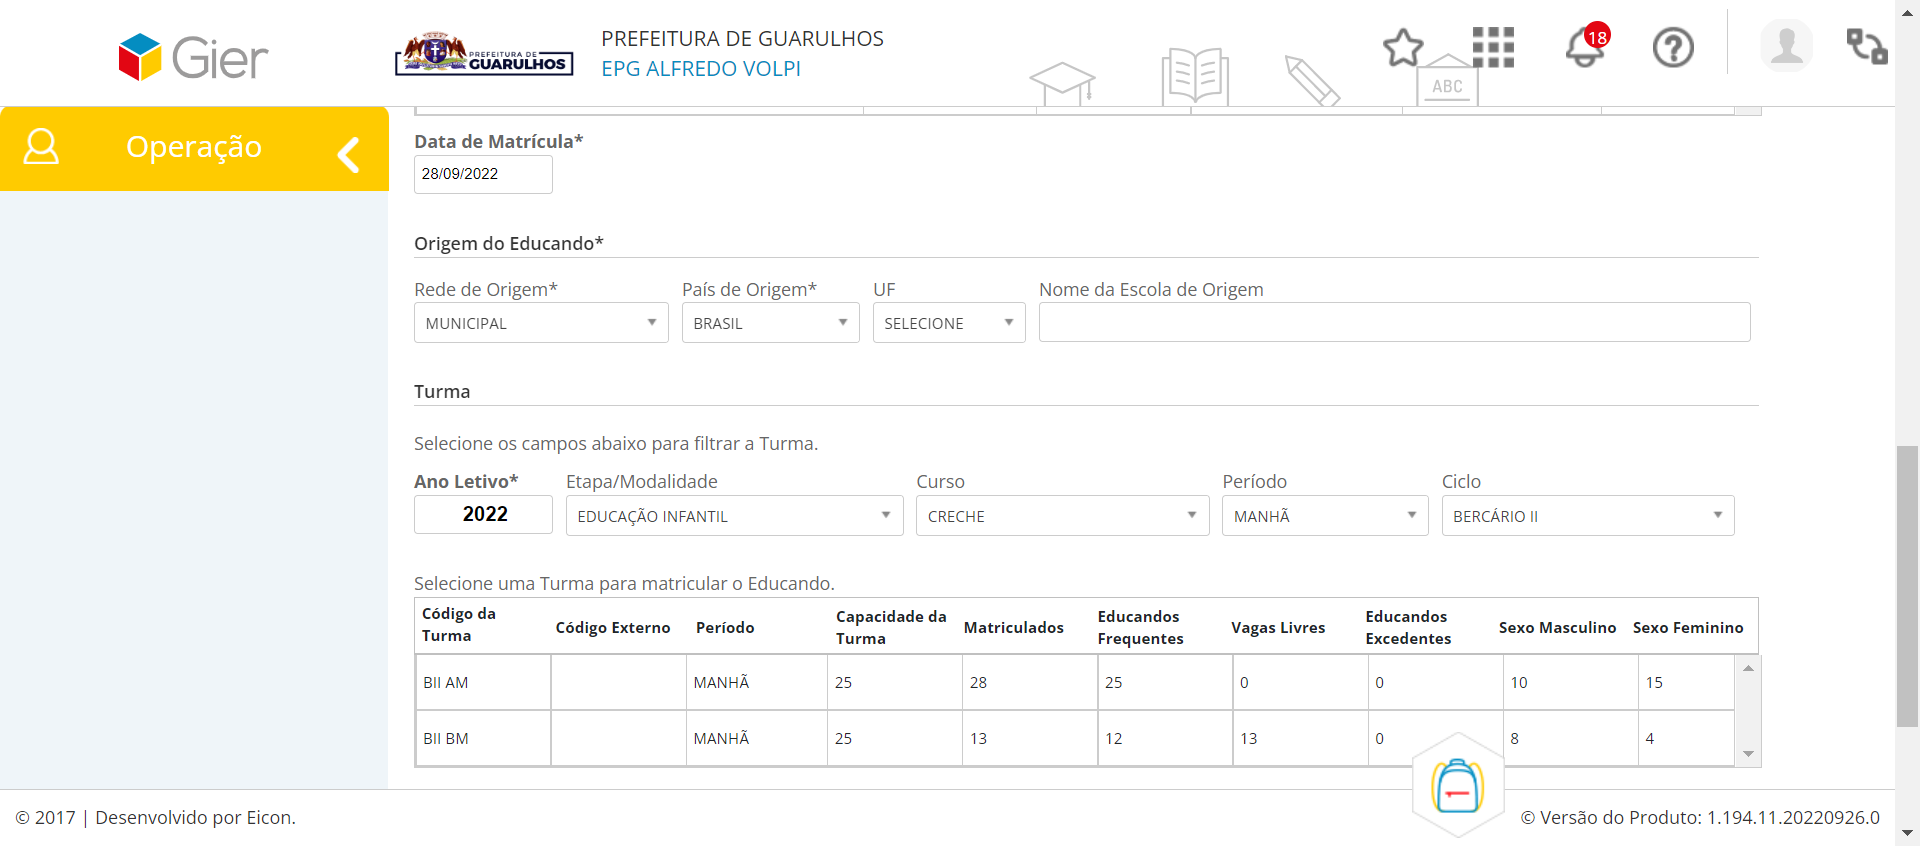 Gier
PREFEITURA DE
GUARULHOS
PREFEITURA DE GUARULHOS
EPG ALFREDO VOLPI
ABC
18
?
Operação
Data de Matrícula*
28/09/2022
Origem do Educando*
Rede de Origem* País de Origem* UF Nome da Escola de Origem
MUNICIPAL BRASIL SELECIONE
Turma
Selecione os campos abaixo para filtrar a Turma.
Ano Letivo* Etapa/Modalidade Curso Período Ciclo
2022 EDUCAÇÃO INFANTIL CRECHE MANHÃ BERCÁRIO II
Selecione uma Turma para matricular o Educando.
Código da Turma Código Externo Período Capacidade da Turma Matriculados Educandos Frequentes Vagas Livres Educandos Excedentes Sexo Masculino Sexo Feminino
BII AM MANHÃ 25 28 25 0 0 10 15
BII BM MANHÃ 25 13 12 13 0 8 4
© 2017 | Desenvolvido por Eicon.
© Versão do Produto: 1.194.11.20220926.0